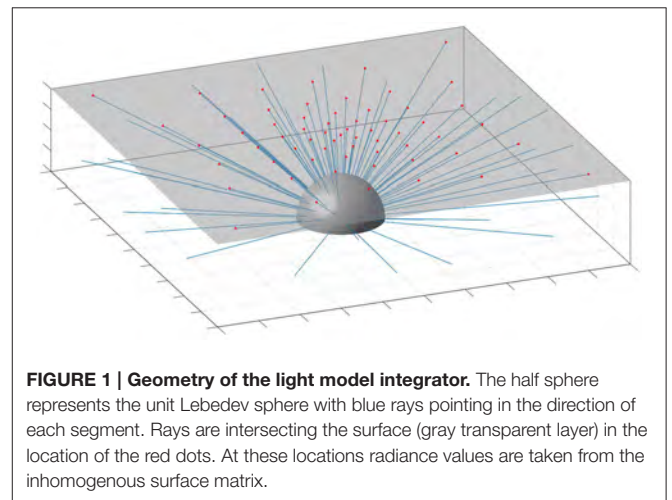 FIGURE 1 | Geometry of the light model integrator. The half sphere
represents the unit Lebedev sphere with blue rays pointing in the direction of
each segment. Rays are intersecting the surface (gray transparent layer) in the
location of the red dots. At these locations radiance values are taken from the
inhomogenous surface matrix.